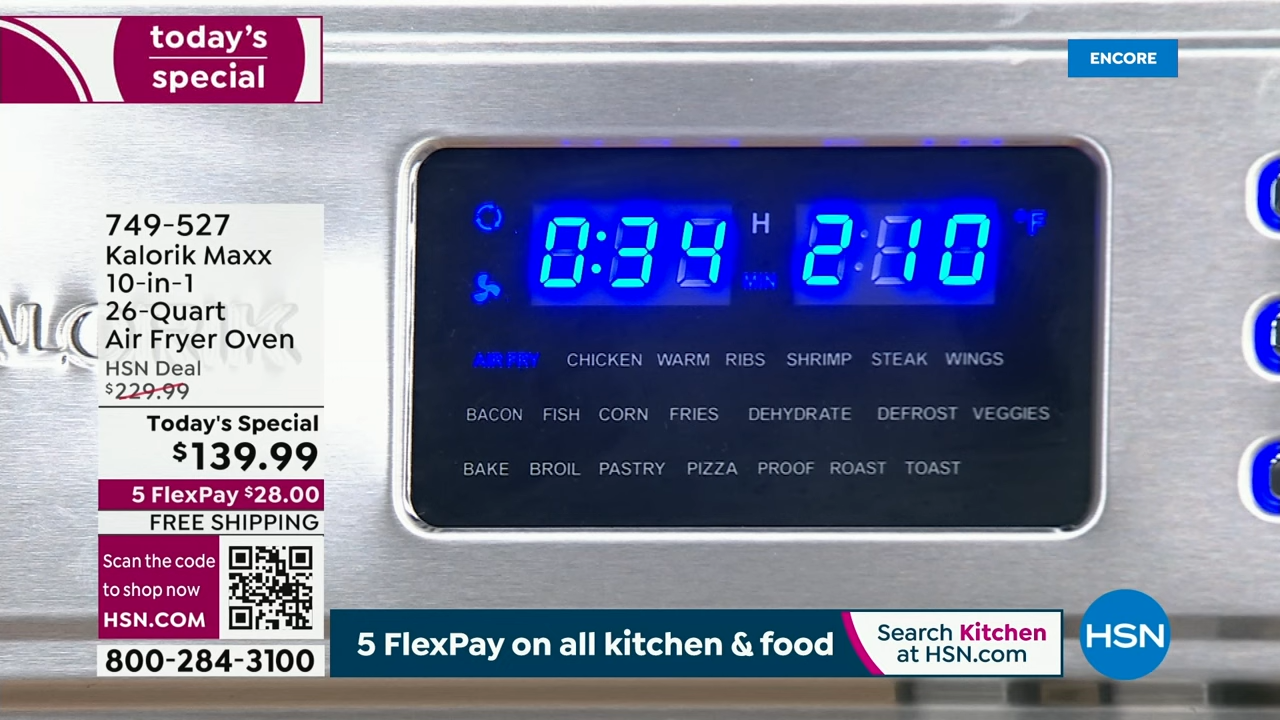 today's
special
ENCORE
749-527
Kalorik Maxx
10-in-1
26-Quart
Air Fryer Oven
HSN Deal
$229.99
Today's Special
$139.99
5 FlexPay $28.00
FREE SHIPPING
Scan the code
to shop now
HSN.COM
800-284-3100
0:34 H 210 °F
MIN
AIR FRY CHICKEN WARM RIBS SHRIMP STEAK WINGS
BACON FISH CORN FRIES DEHYDRATE DEFROST VEGGIES
BAKE BROIL PASTRY PIZZA PROOF ROAST TOAST
5 FlexPay on all kitchen & food
Search Kitchen
at HSN.com
HSN